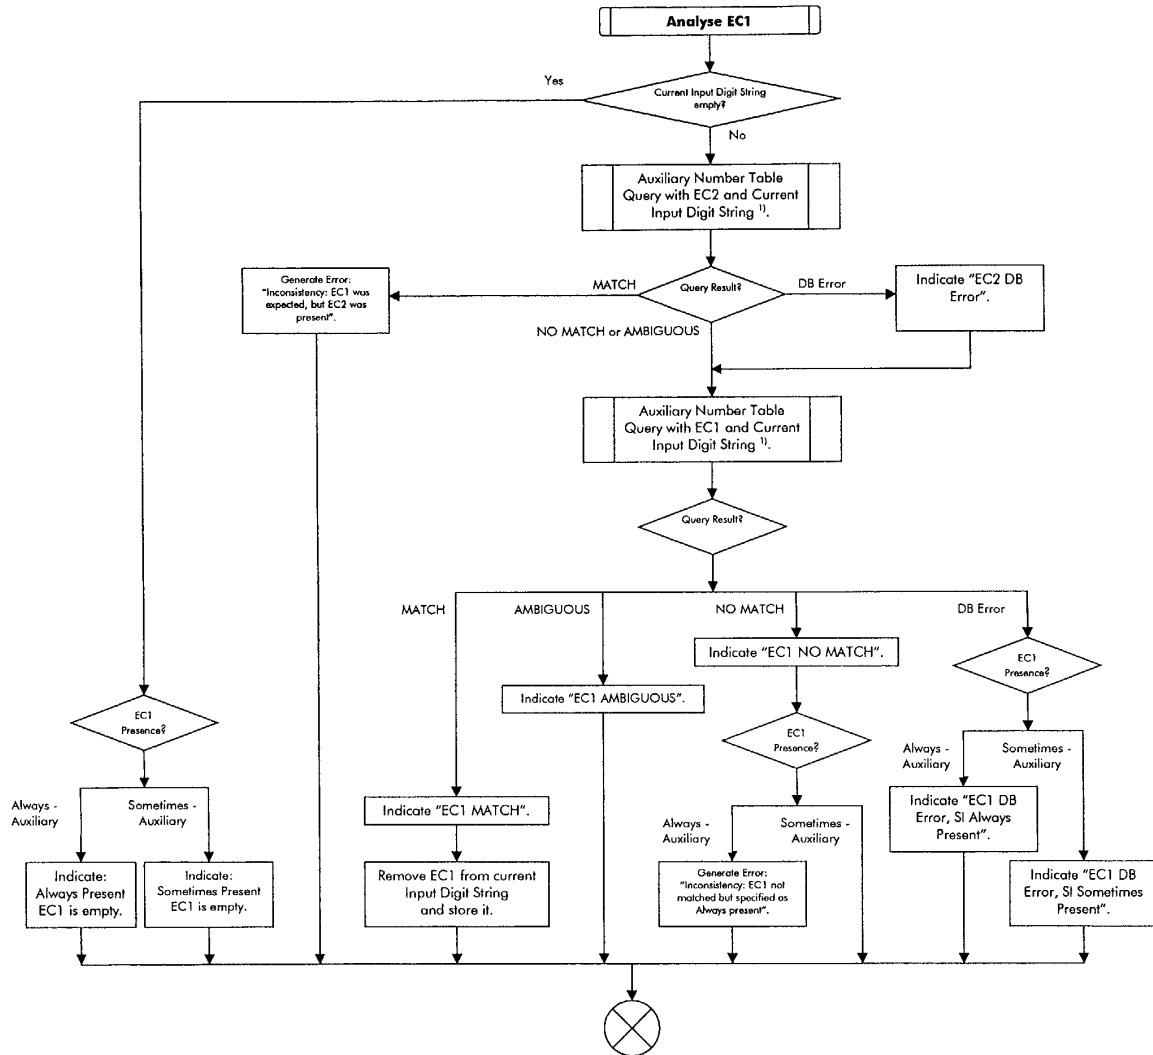 Analyse EC1
Yes
Current Input Digit String
empty?
No
Auxiliary Number Table
Query with EC2 and Current
Input Digit String 1).
Generate Error:
"Inconsistency: EC1 was
expected, but EC2 was
present".
MATCH
Query Result?
DB Error
Indicate "EC2 DB
Error".
NO MATCH or AMBIGUOUS
Auxiliary Number Table
Query with EC1 and Current
Input Digit String 1).
Query Result?
MATCH
AMBIGUOUS
NO MATCH
DB Error
Indicate "EC1 NO MATCH".
EC1
Presence?
Indicate "EC1 AMBIGUOUS".
EC1
Presence?
EC1
Presence?
Always -
Auxiliary
Sometimes -
Auxiliary
Always -
Auxiliary
Sometimes -
Auxiliary
Indicate "EC1 MATCH".
Indicate "EC1 DB
Error, SI Always
Present".
Always -
Auxiliary
Sometimes -
Auxiliary
Indicate:
Always Present
EC1 is empty.
Indicate:
Sometimes Present
EC1 is empty.
Remove EC1 from current
Input Digit String
and store it.
Generate Error:
"Inconsistency: EC1 not
matched but specified as
Always present".
Indicate "EC1 DB
Error, SI Sometimes
Present".